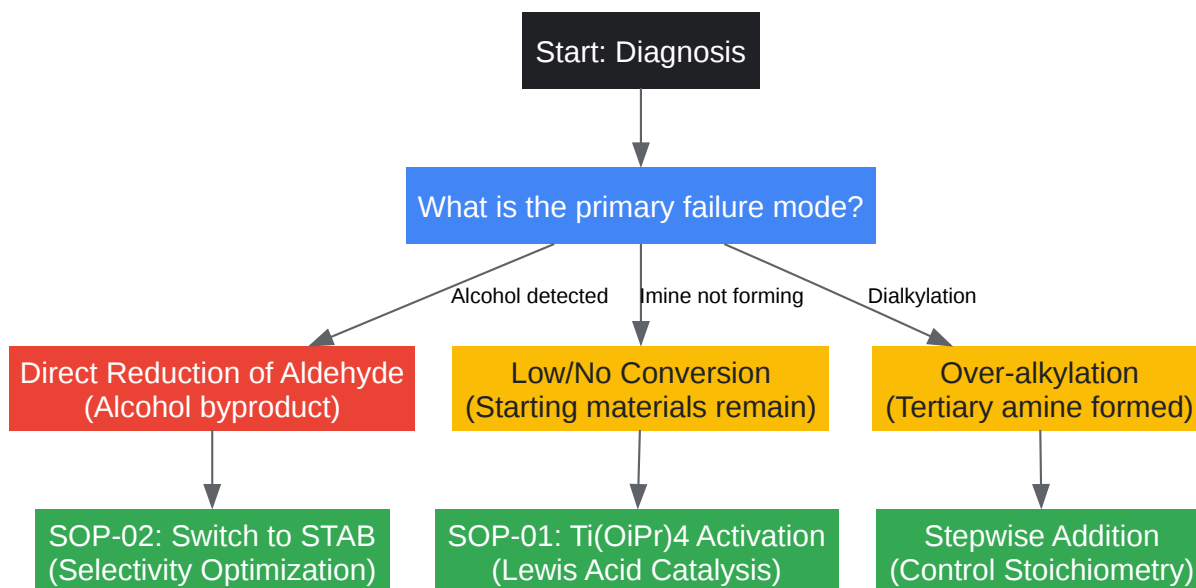 Start: Diagnosis
What is the primary failure mode?
Alcohol detected
Imine not forming
Dialkylation
Direct Reduction of Aldehyde
(Alcohol byproduct)
Low/No Conversion
(Starting materials remain)
Over-alkylation
(Tertiary amine formed)
SOP-02: Switch to STAB
(Selectivity Optimization)
SOP-01: Ti(OiPr)4 Activation
(Lewis Acid Catalysis)
Stepwise Addition
(Control Stoichiometry)